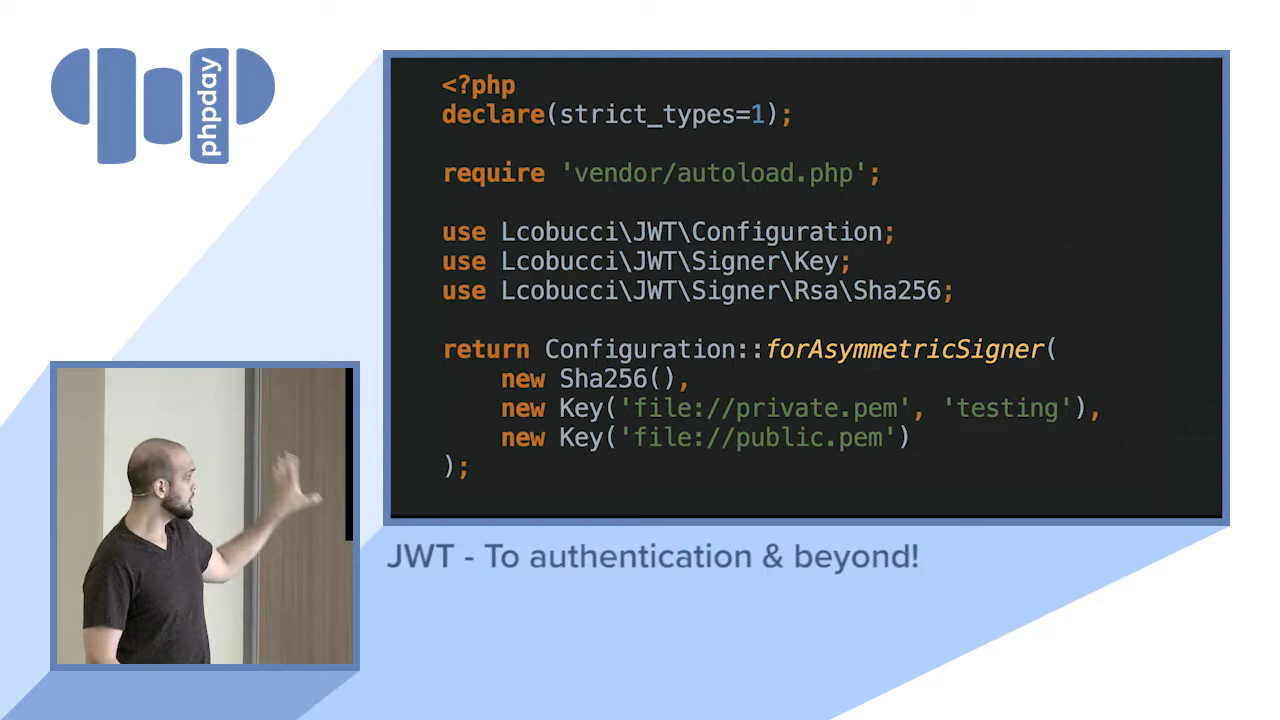 phpday
<?php
declare(strict_types=1);
require 'vendor/autoload.php';
use Lcobucci\JWT\Configuration;
use Lcobucci\JWT\Signer\Key;
use Lcobucci\JWT\Signer\Rsa\Sha256;
return Configuration::forAsymmetricSigner(
    new Sha256(),
    new Key('file://private.pem', 'testing'),
    new Key('file://public.pem')
);
JWT - To authentication & beyond!